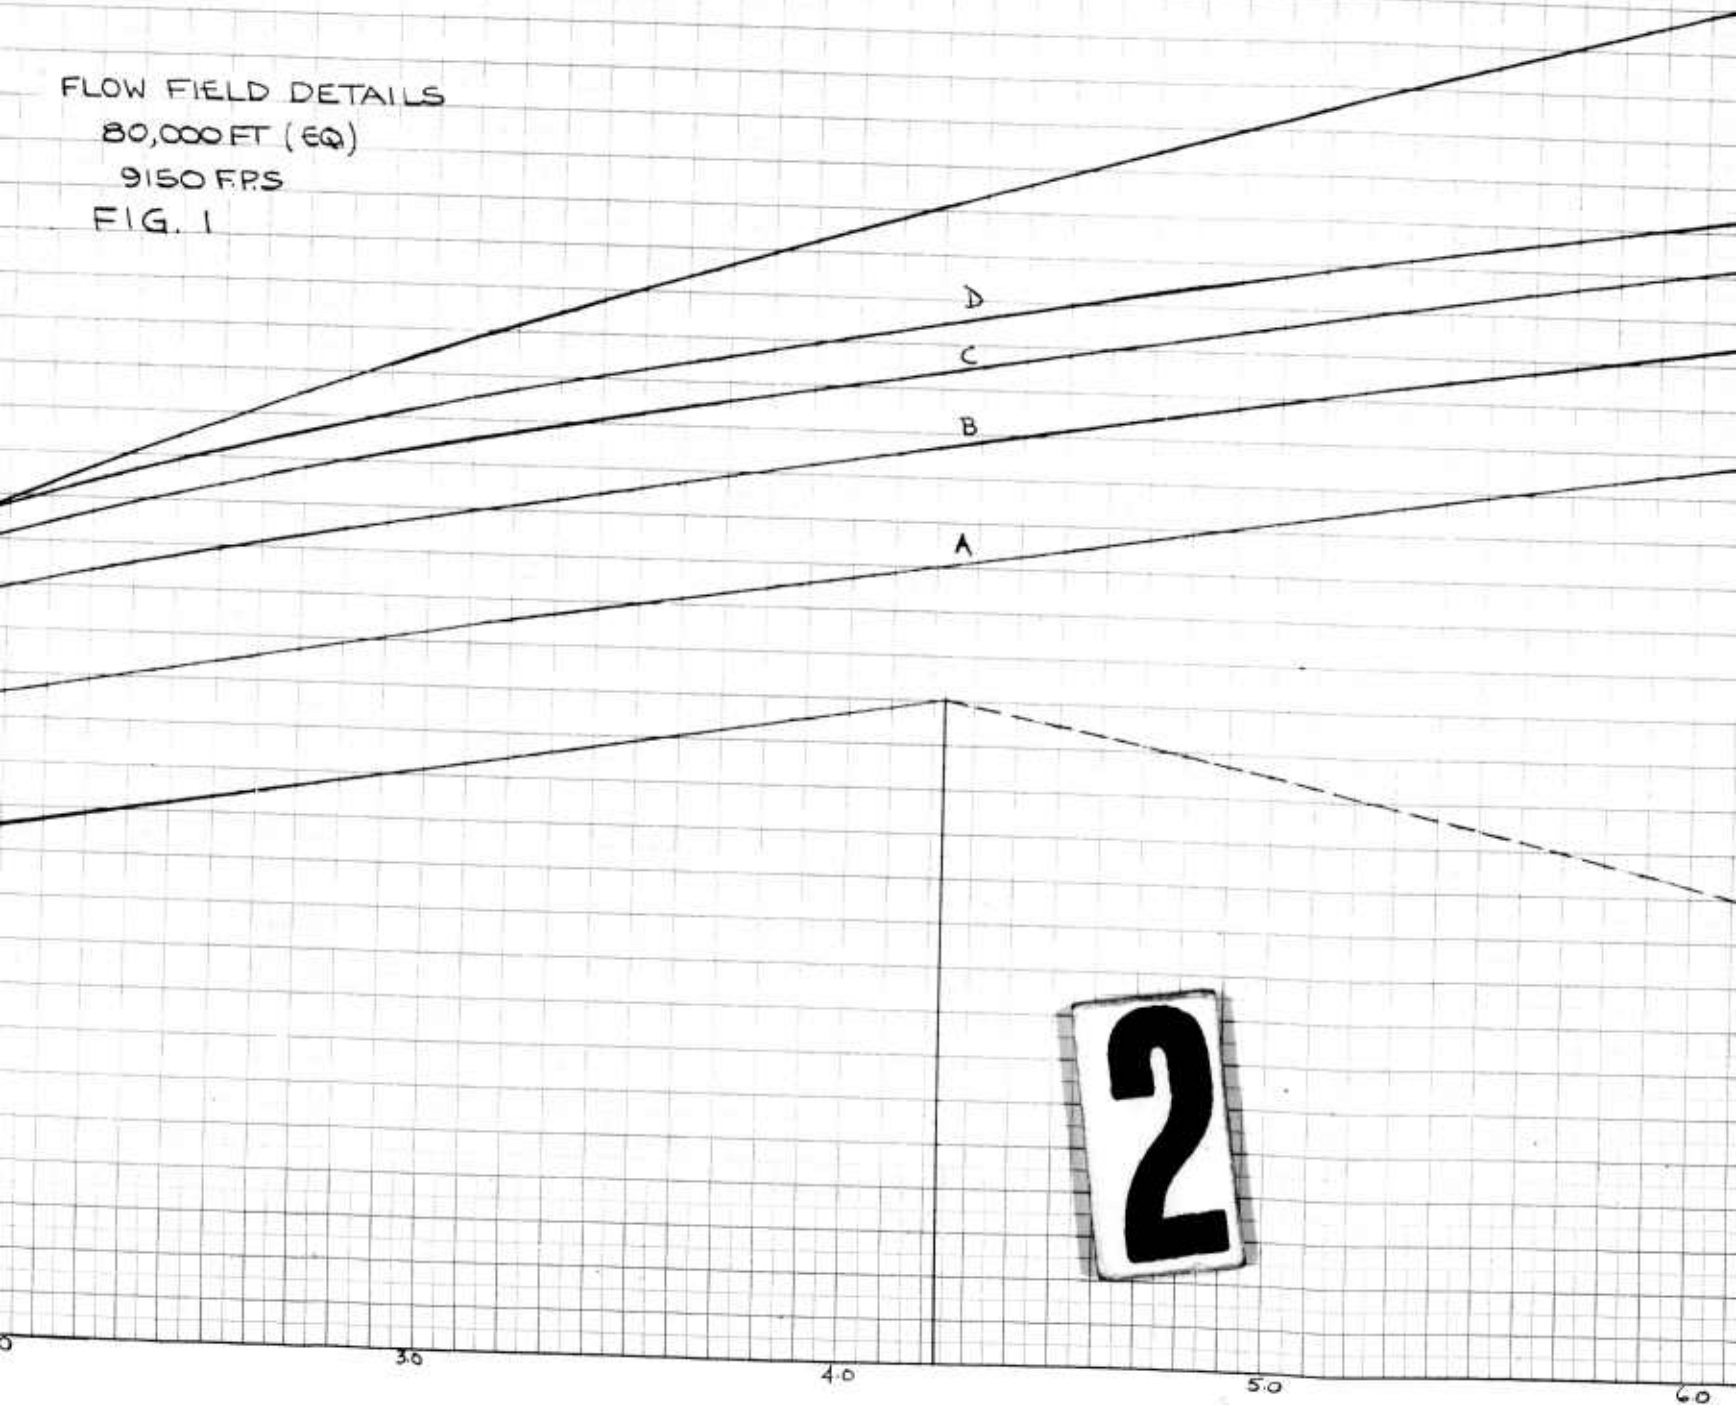 FLOW FIELD DETAILS
80,000 FT (EQ)
9150 F.P.S
FIG. 1
D
C
B
A
2
0
3.0
4.0
5.0
6.0